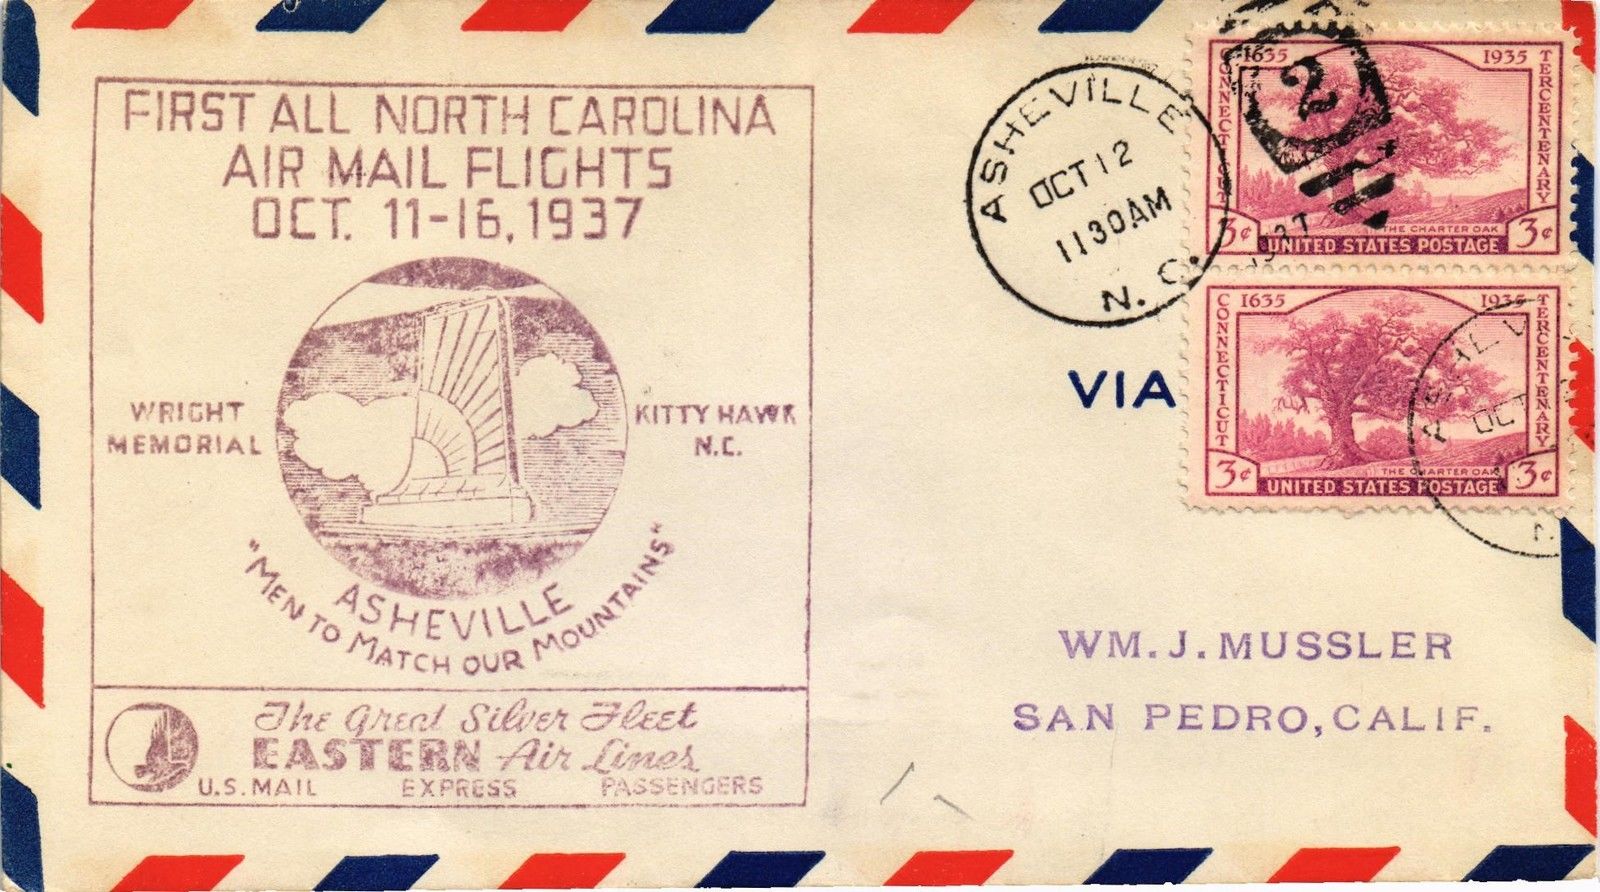 FIRST ALL NORTH CAROLINA
AIR MAIL FLIGHTS
OCT. 11-16, 1937
WRIGHT
MEMORIAL
KITTY HAWK
N.C.
ASHEVILLE
"MEN TO MATCH OUR MOUNTAINS"
The Great Silver Fleet
EASTERN Air Lines
U.S. MAIL EXPRESS PASSENGERS
ASHEVILLE
OCT 12
1130AM
N. C.
1937
2
1635 1935
CONNECTICUT
TERCENTENARY
THE CHARTER OAK
3¢ UNITED STATES POSTAGE 3¢
1635 1935
CONNECTICUT
TERCENTENARY
THE CHARTER OAK
3¢ UNITED STATES POSTAGE 3¢
OCT
VIA
WM. J. MUSSLER
SAN PEDRO, CALIF.